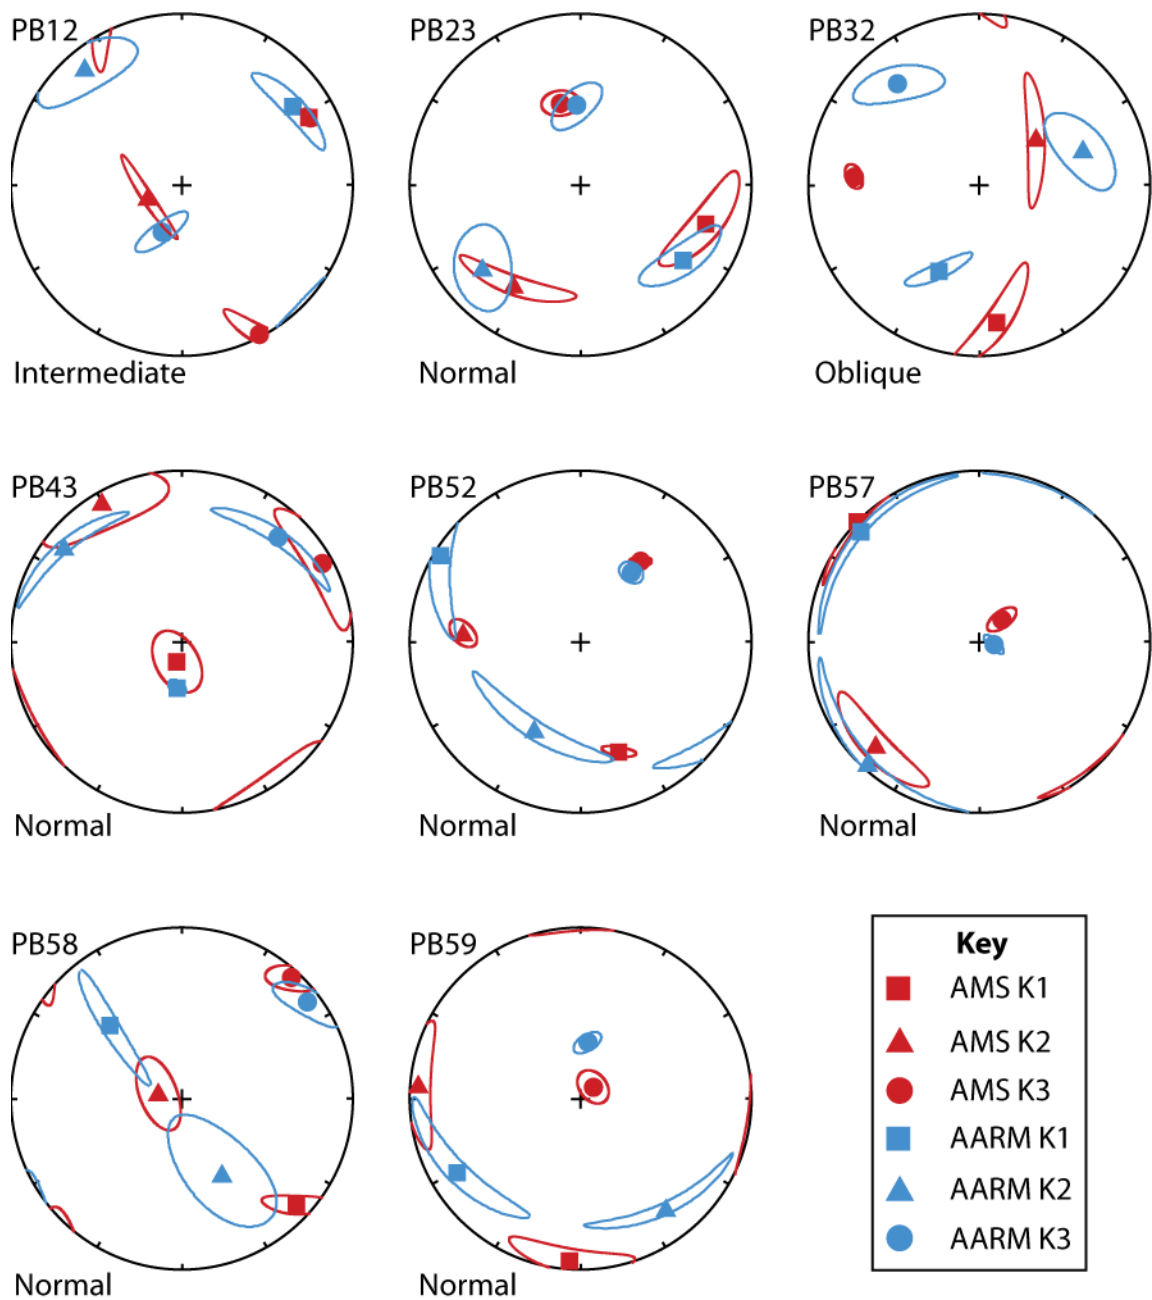 PB12
PB23
PB32
Intermediate
Normal
Oblique
PB43
PB52
PB57
Normal
Normal
Normal
PB58
PB59
Normal
Normal
Key
AMS K1
AMS K2
AMS K3
AARM K1
AARM K2
AARM K3